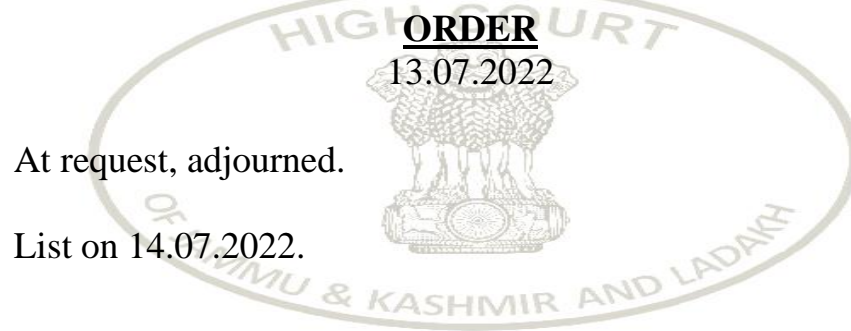 ORDER
13.07.2022
At request, adjourned.
List on 14.07.2022.
HIGH COURT
OF JAMMU & KASHMIR AND LADAKH